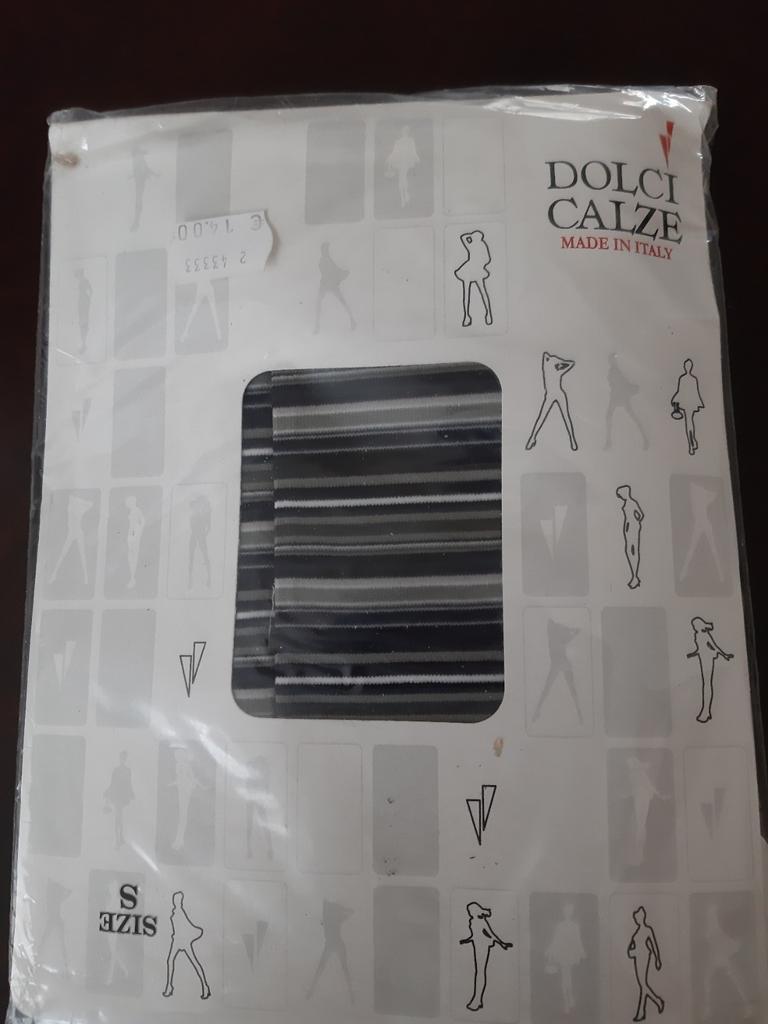 DOLCI
CALZE
MADE IN ITALY
€ 14.00
2 43333
SIZE
S